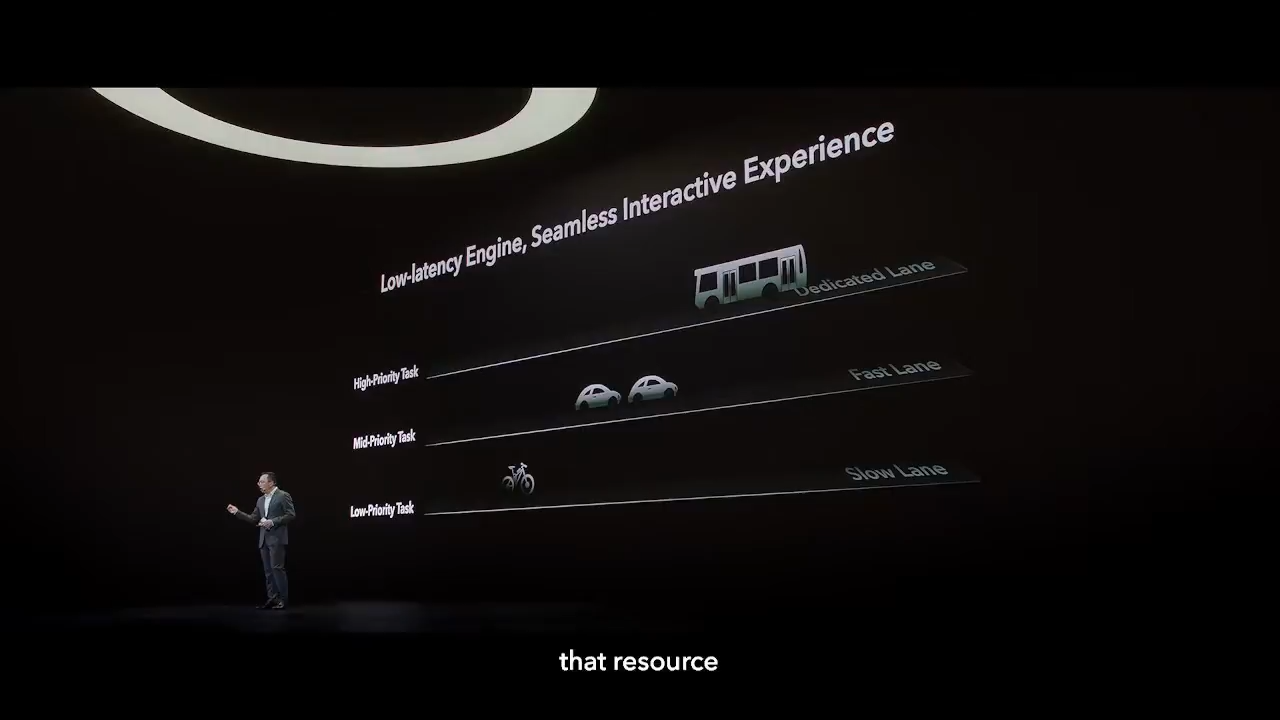 Low-latency Engine, Seamless Interactive Experience
Dedicated Lane
High-Priority Task
Fast Lane
Mid-Priority Task
Slow Lane
Low-Priority Task
that resource